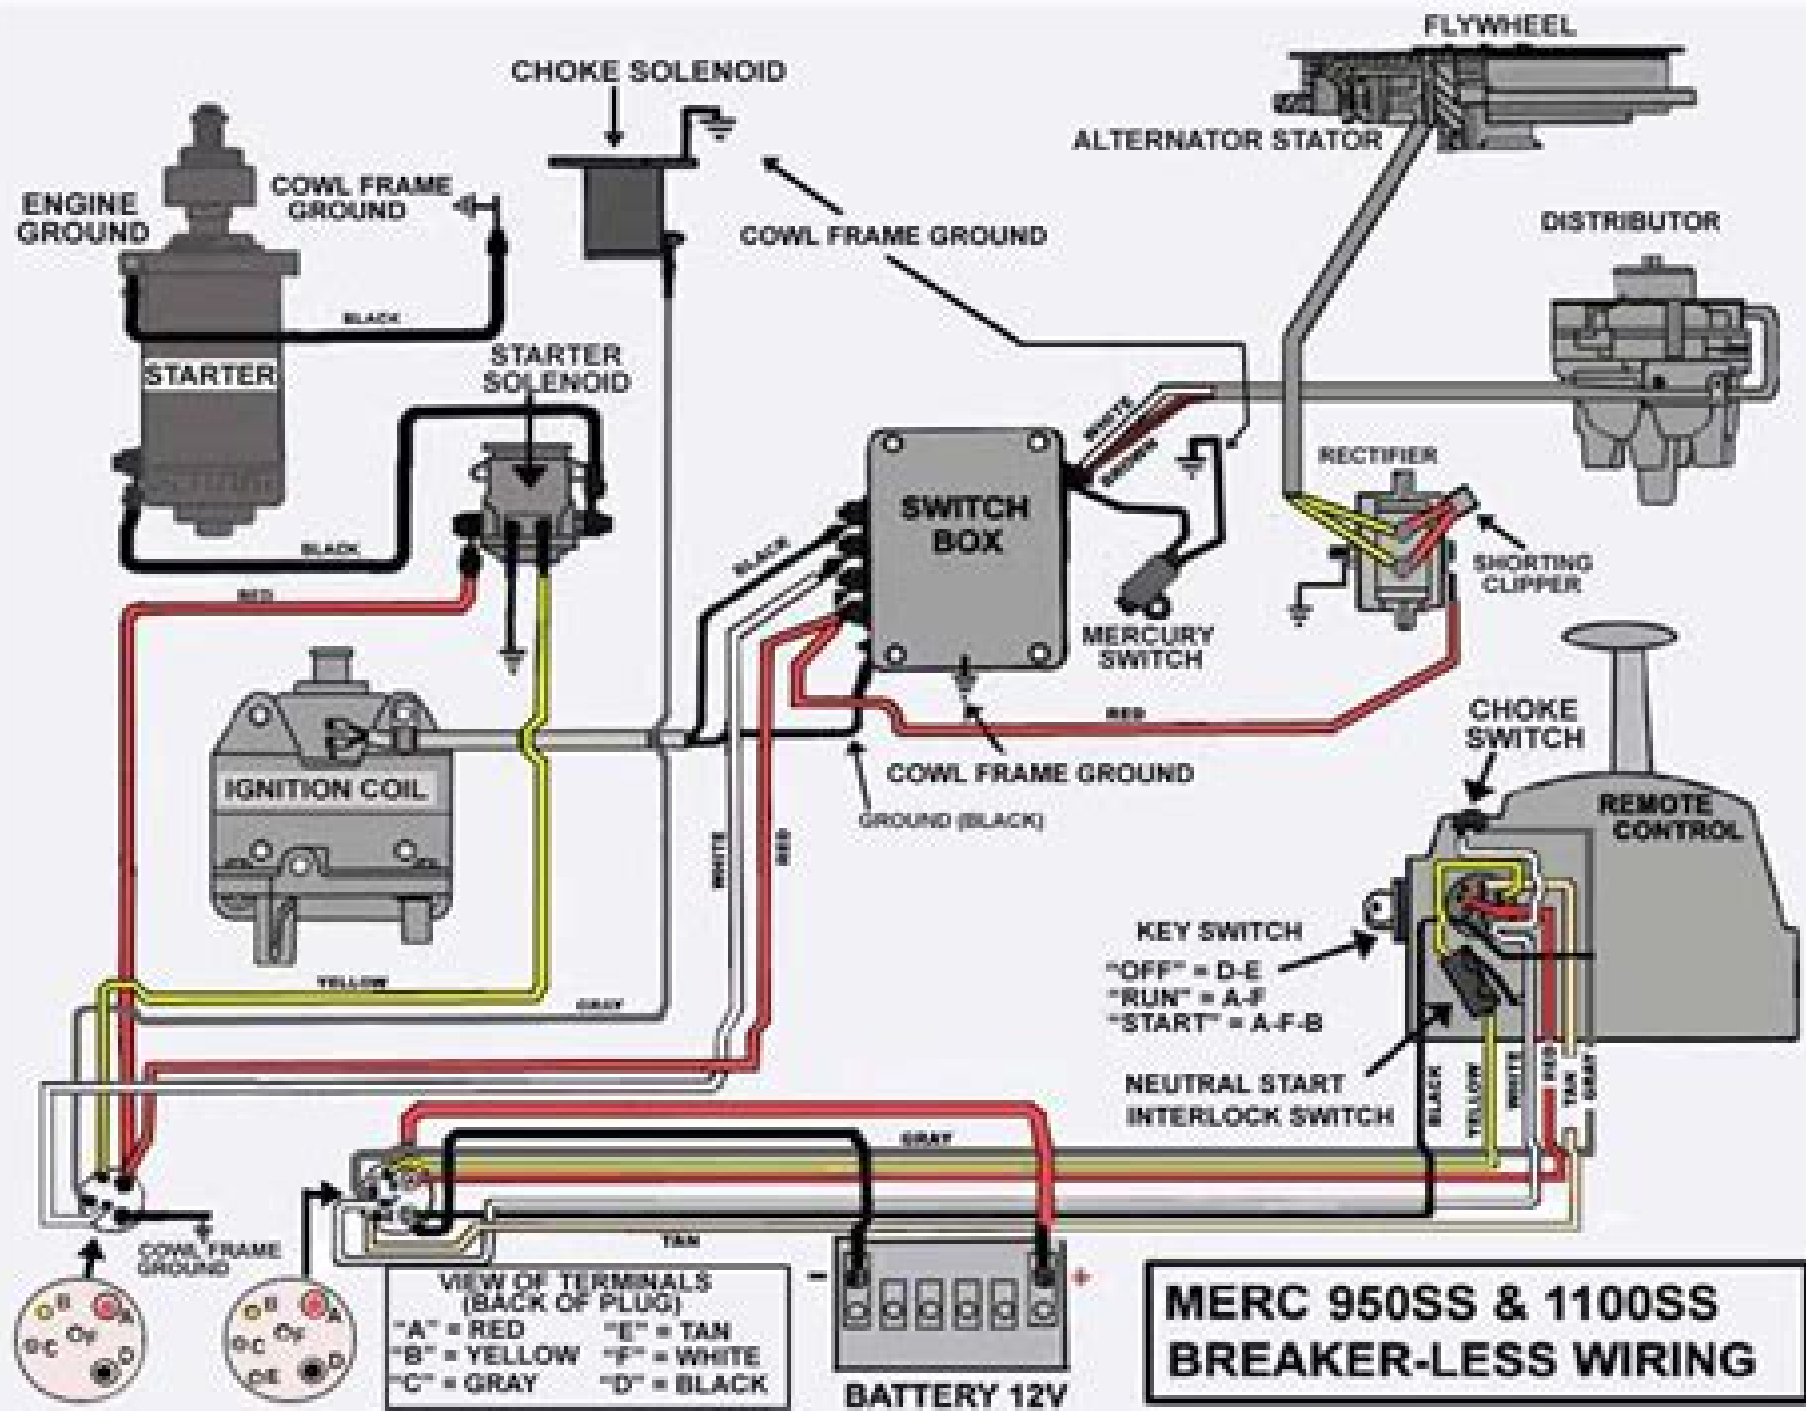 FLYWHEEL
CHOKE SOLENOID
ALTERNATOR STATOR
COWL FRAME
GROUND
ENGINE
GROUND
DISTRIBUTOR
COWL FRAME GROUND
BLACK
STARTER
SOLENOID
STARTER
WHITE
BROWN
RECTIFIER
SWITCH
BOX
BLACK
BLACK
SHORTING
CLIPPER
RED
MERCURY
SWITCH
CHOKE
SWITCH
RED
COWL FRAME GROUND
IGNITION COIL
GROUND (BLACK)
REMOTE
CONTROL
WHITE
RED
KEY SWITCH
"OFF" = D-E
"RUN" = A-F
"START" = A-F-B
YELLOW
GRAY
NEUTRAL START
INTERLOCK SWITCH
BLACK
YELLOW
WHITE
RED
TAN
GRAY
GRAY
TAN
COWL FRAME
GROUND
B
A
C
F
D
B
A
C
F
D
E
VIEW OF TERMINALS
(BACK OF PLUG)
"A" = RED "E" = TAN
"B" = YELLOW "F" = WHITE
"C" = GRAY "D" = BLACK
- +
BATTERY 12V
MERC 950SS & 1100SS
BREAKER-LESS WIRING